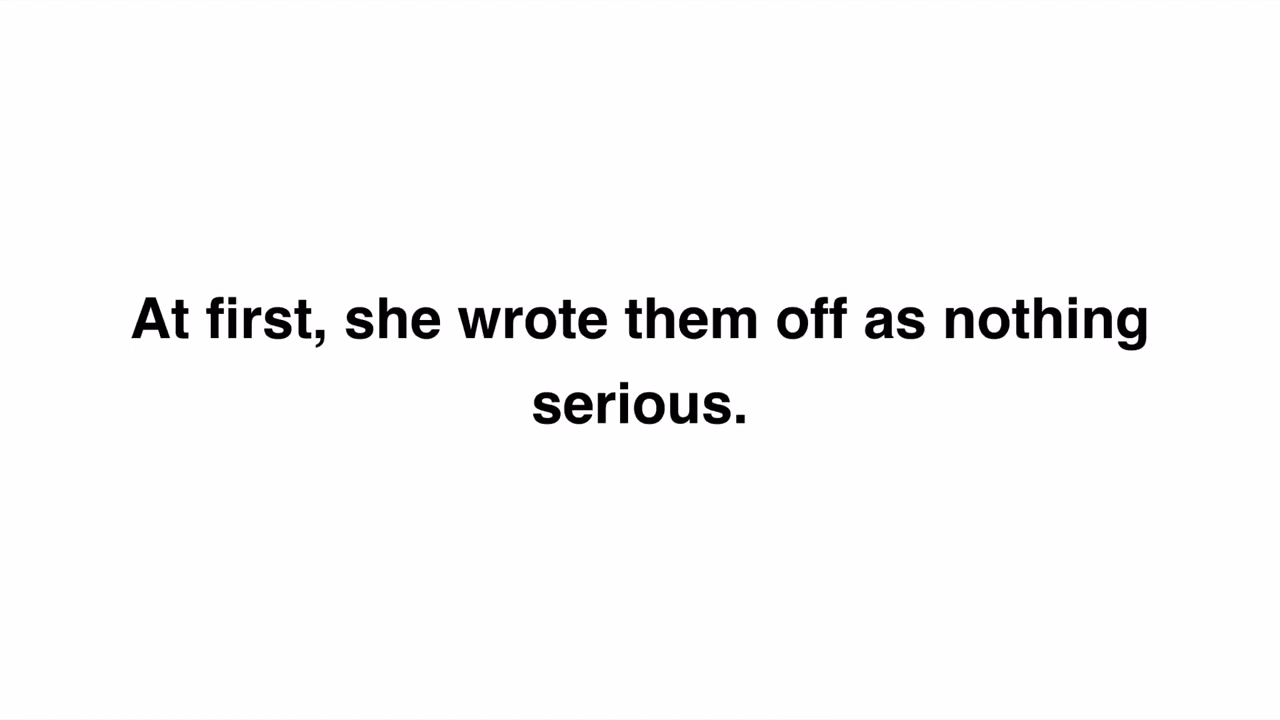 At first, she wrote them off as nothing
serious.